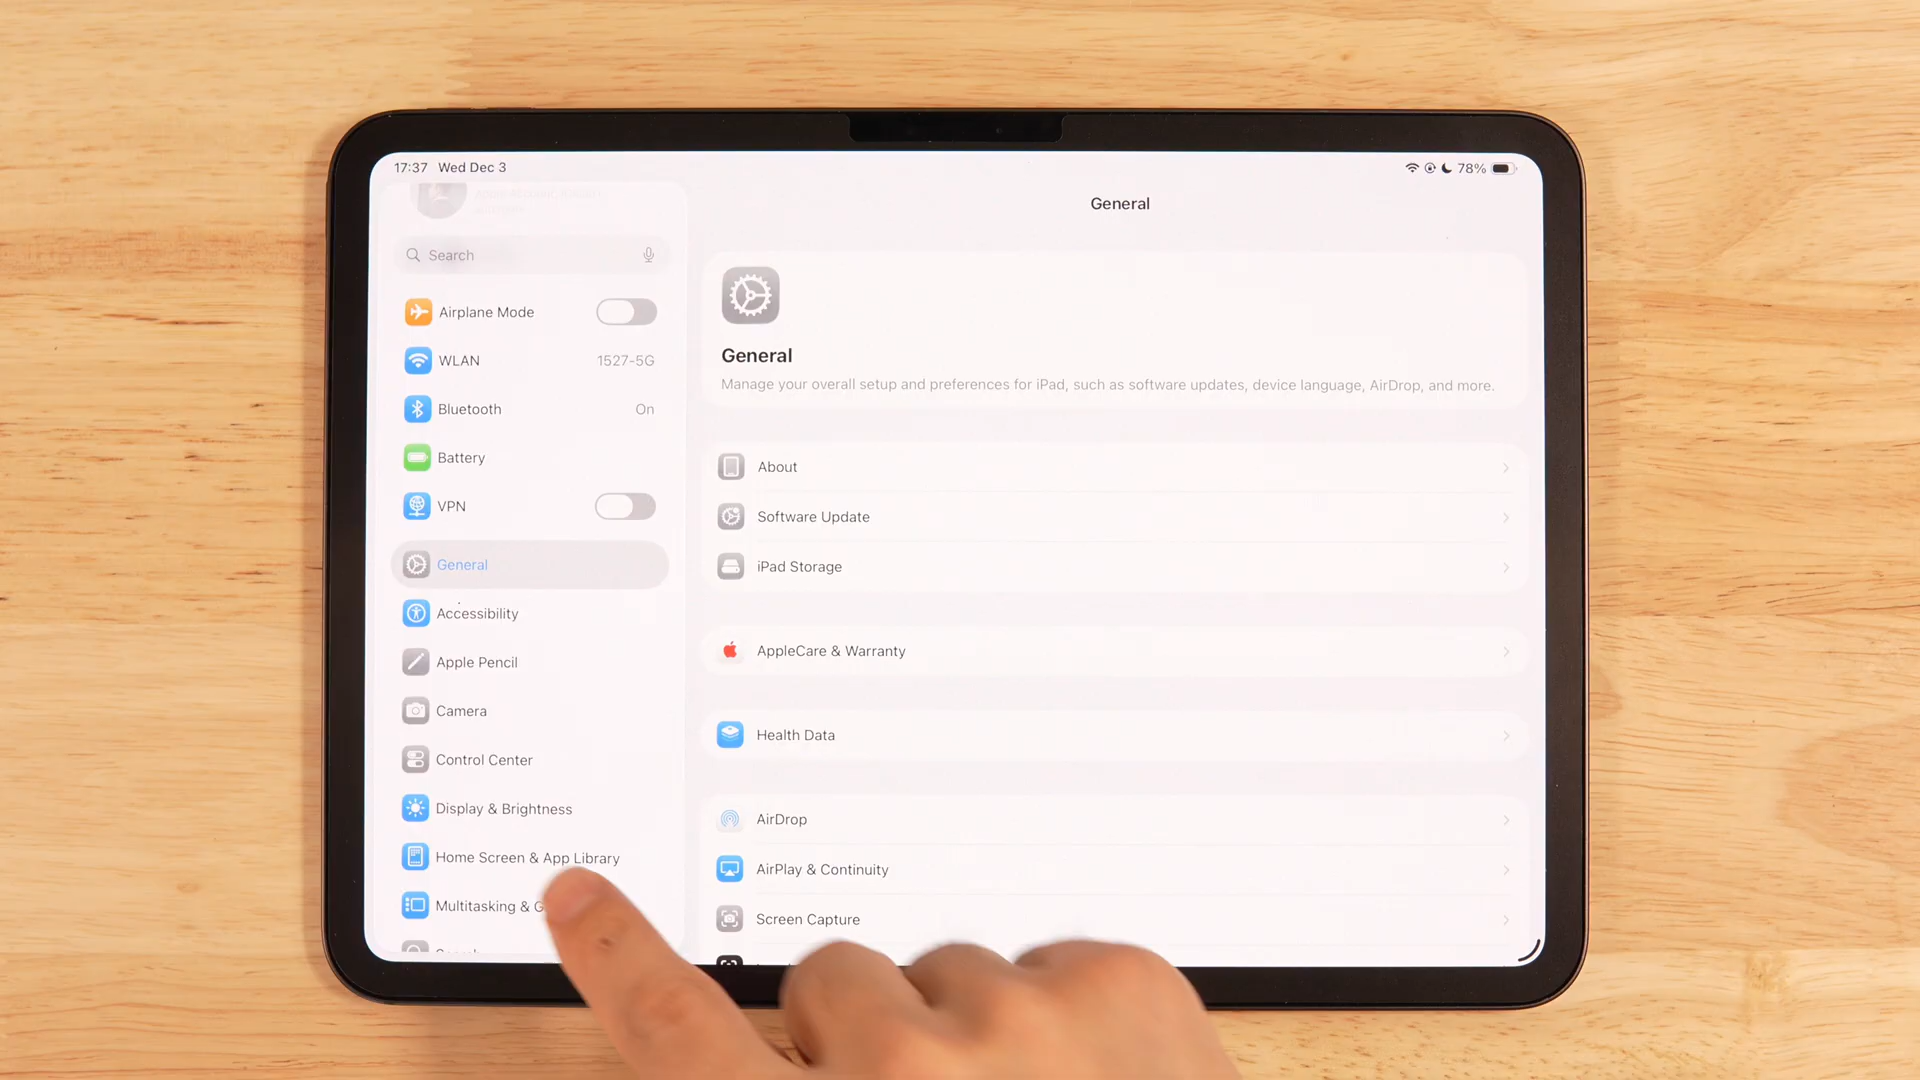 17:37 Wed Dec 3
78%
Search
Airplane Mode
WLAN 1527-5G
Bluetooth On
Battery
VPN
General
Accessibility
Apple Pencil
Camera
Control Center
Display & Brightness
Home Screen & App Library
Multitasking &
General
General
Manage your overall setup and preferences for iPad, such as software updates, device language, AirDrop, and more.
About
Software Update
iPad Storage
AppleCare & Warranty
Health Data
AirDrop
AirPlay & Continuity
Screen Capture